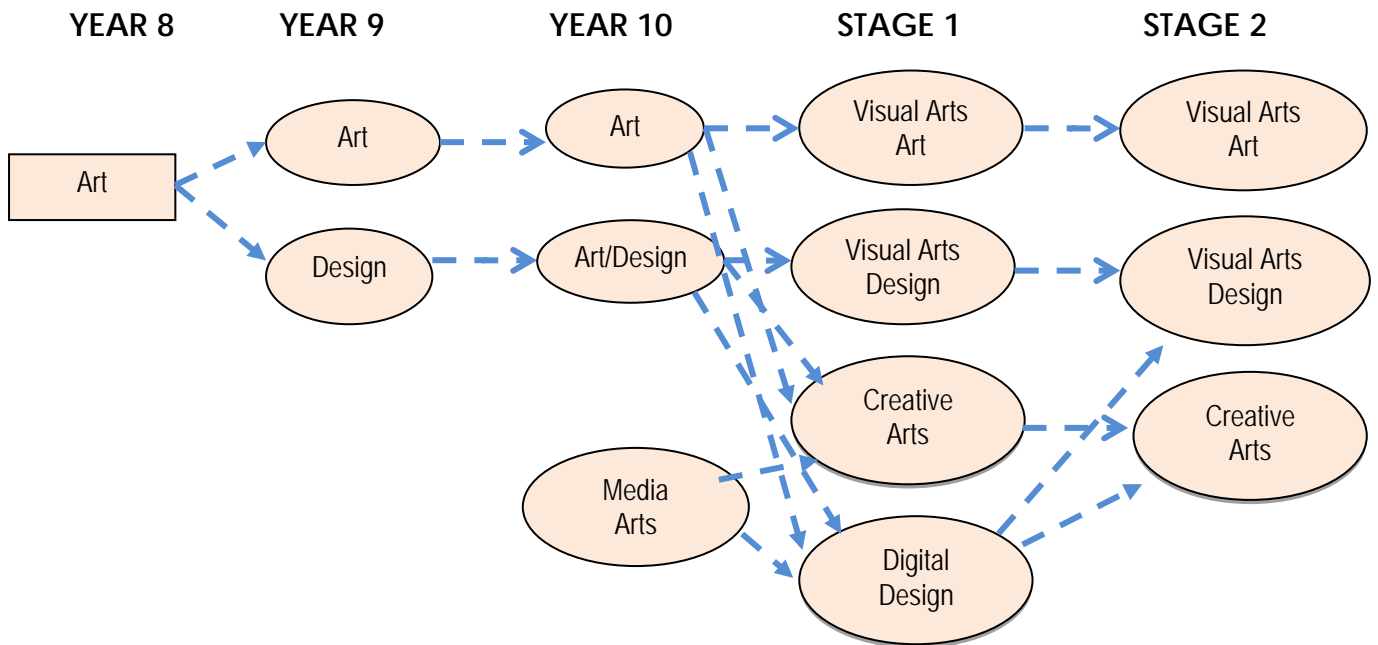 YEAR 8 YEAR 9 YEAR 10 STAGE 1 STAGE 2
Art
Art
Design
Art
Art/Design
Media
Arts
Visual Arts
Art
Visual Arts
Design
Creative
Arts
Digital
Design
Visual Arts
Art
Visual Arts
Design
Creative
Arts